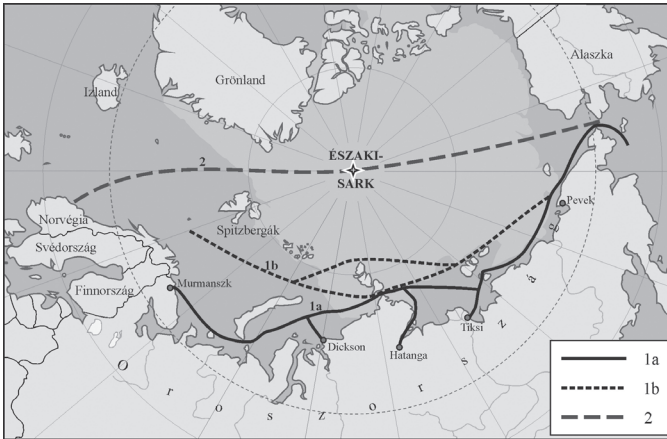 Alaszka
Grönland
Izland
ÉSZAKI-
SARK
2
Pevek
Norvégia
Spitzbergák
Svédország
1b
Finnország
Murmanszk
1a
Tiksi
Dickson
Hatanga
Oroszország
1a
1b
2